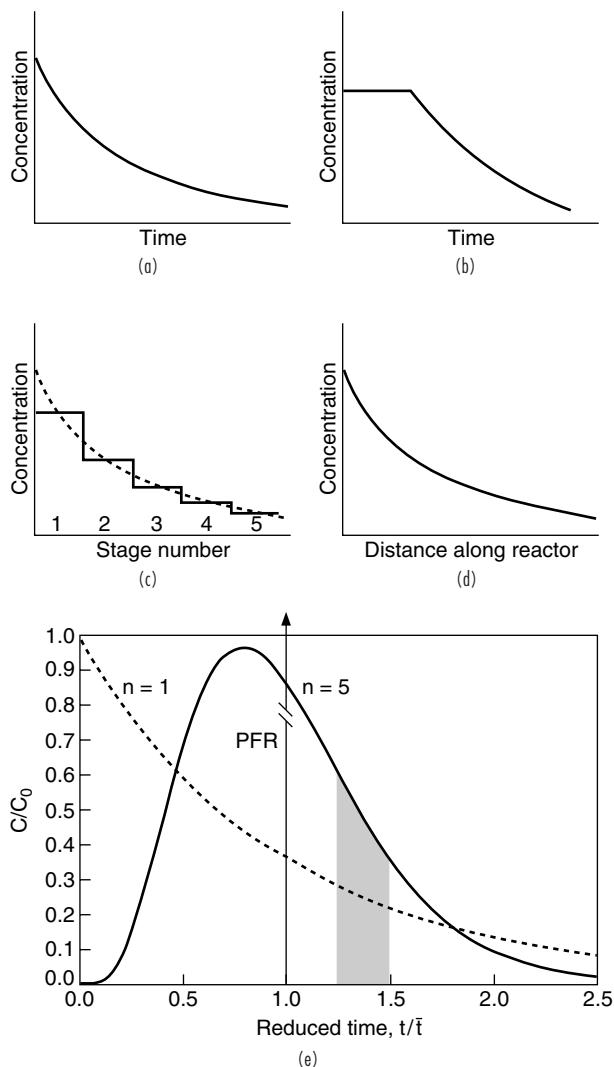 Concentration
Time
(a)
Concentration
Time
(b)
Concentration
1 2 3 4 5
Stage number
(c)
Concentration
Distance along reactor
(d)
C/C₀
1.0
0.9
0.8
0.7
0.6
0.5
0.4
0.3
0.2
0.1
0.0
n = 1
n = 5
PFR
0.0 0.5 1.0 1.5 2.0 2.5
Reduced time, t/t̄
(e)